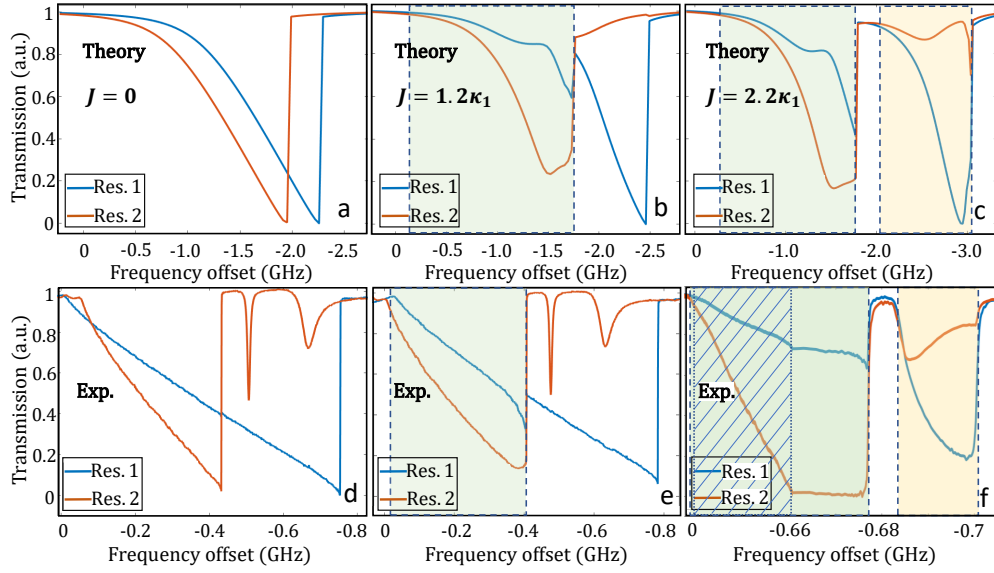 1
0.8
0.6
0.4
0.2
0
Transmission (a.u.)
Theory
J = 0
Res. 1
Res. 2
a
0 -0.5 -1.0 -1.5 -2.0 -2.5
Frequency offset (GHz)
Theory
J = 1.2κ₁
Res. 1
Res. 2
b
0 -0.5 -1.0 -1.5 -2.0 -2.5
Frequency offset (GHz)
Theory
J = 2.2κ₁
Res. 1
Res. 2
c
0 -1.0 -2.0 -3.0
Frequency offset (GHz)
1
0.8
0.6
0.4
0.2
0
Transmission (a.u.)
Exp.
Res. 1
Res. 2
d
0 -0.2 -0.4 -0.6 -0.8
Frequency offset (GHz)
Exp.
Res. 1
Res. 2
e
0 -0.2 -0.4 -0.6 -0.8
Frequency offset (GHz)
Exp.
Res. 1
Res. 2
f
0 -0.66 -0.68 -0.7
Frequency offset (GHz)